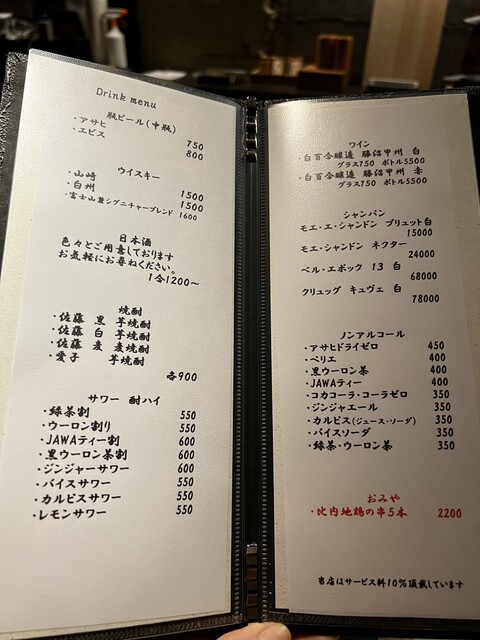 Drink menu
瓶ビール(中瓶)
・アサヒ 750
・エビス 800
ウイスキー
・山崎 1500
・白州 1500
・富士山麓シグニチャーブレンド 1600
日本酒
色々とご用意しております
お気軽にお尋ねください。
1合1200〜
焼酎
・佐藤 黒 芋焼酎
・佐藤 白 芋焼酎
・佐藤 麦 麦焼酎
・愛子 芋焼酎
各900
サワー 酎ハイ
・緑茶割 550
・ウーロン割り 550
・JAWAティー割 600
・黒ウーロン茶割 600
・ジンジャーサワー 600
・バイスサワー 550
・カルピスサワー 550
・レモンサワー 550
ワイン
・白百合醸造 勝沼甲州 白
グラス750 ボトル5500
・白百合醸造 勝沼甲州 赤
グラス750 ボトル5500
シャンパン
モエ・エ・シャンドン ブリュット白
15000
モエ・シャンドン ネクター
24000
ベル・エポック 13 白
68000
クリュッグ キュヴェ 白
78000
ノンアルコール
・アサヒドライゼロ 450
・ペリエ 400
・黒ウーロン茶 400
・JAWAティー 400
・コカコーラ・コーラゼロ 350
・ジンジャエール 350
・カルピス(ジュース・ソーダ) 350
・バイスソーダ 350
・緑茶・ウーロン茶 350
おみや
・比内地鶏の串5本 2200
当店はサービス料10%頂戴しています